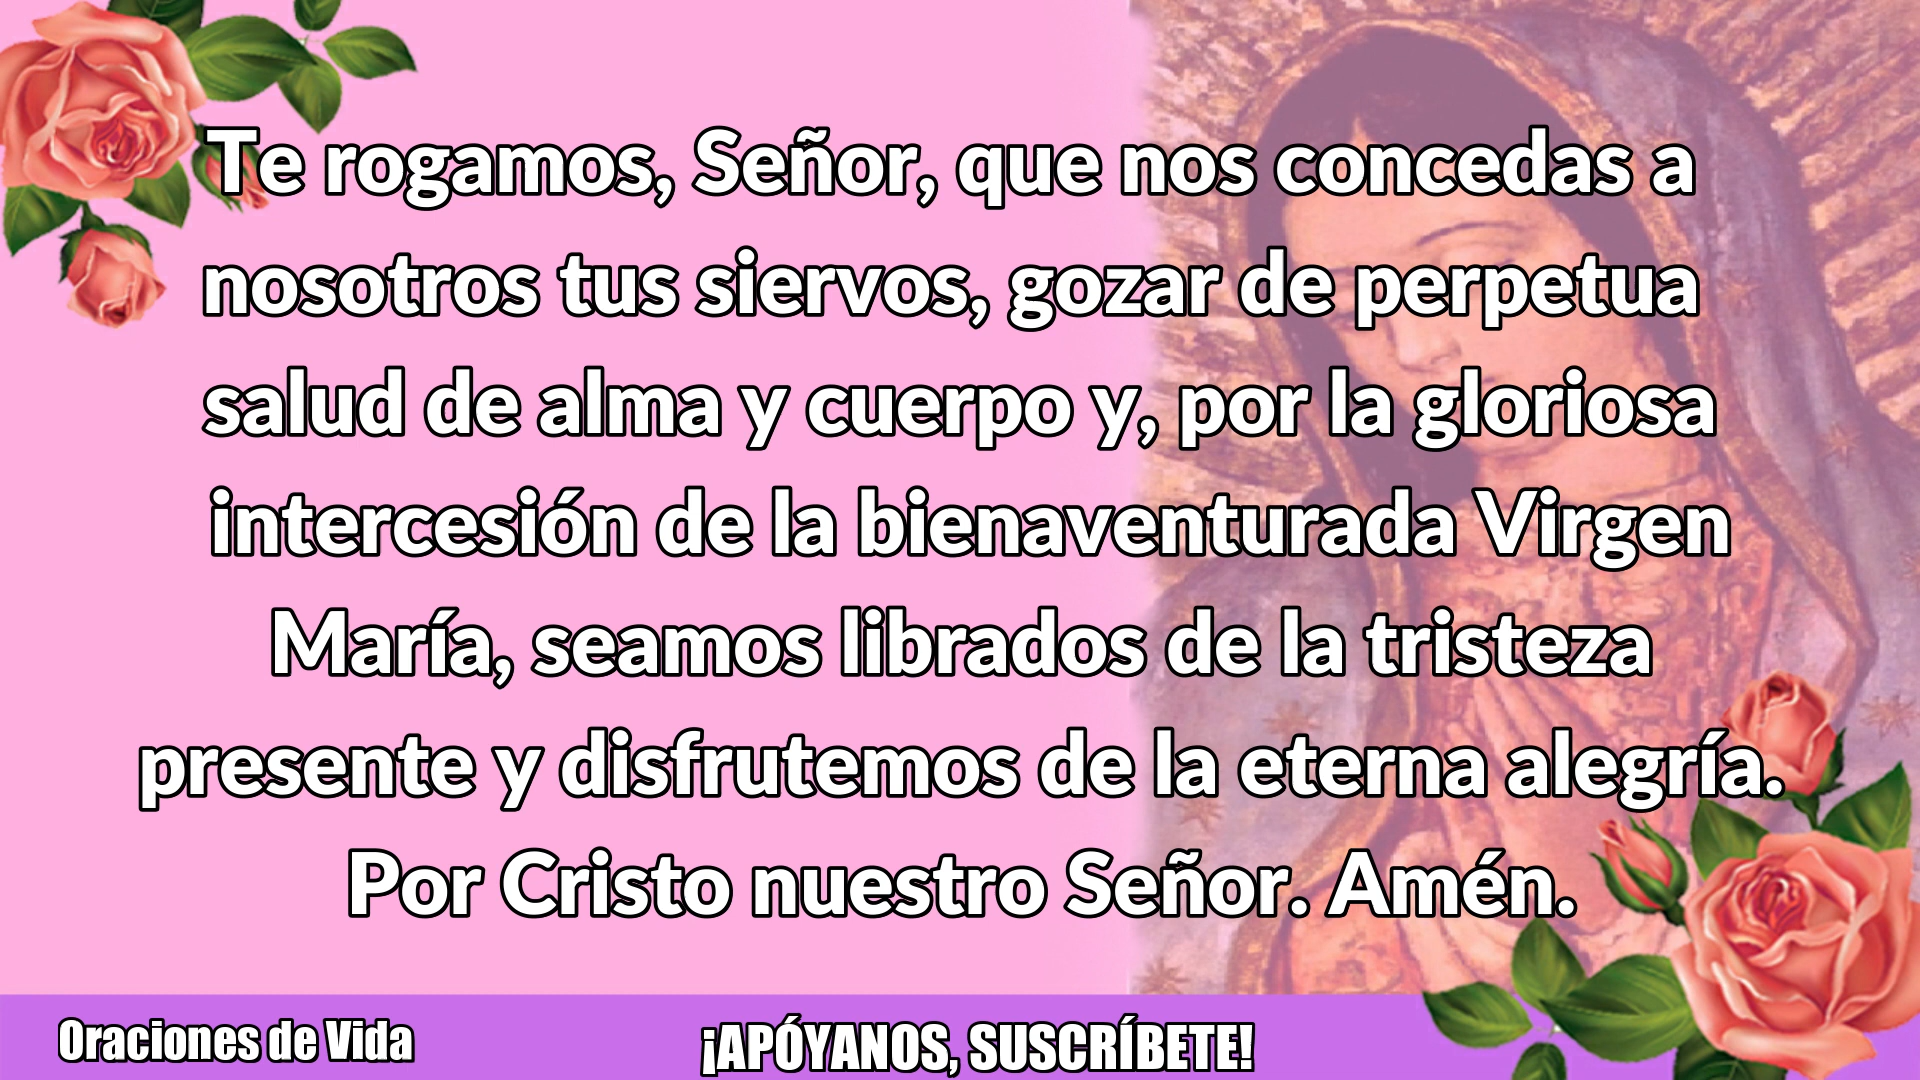 Te rogamos, Señor, que nos concedas a
nosotros tus siervos, gozar de perpetua
salud de alma y cuerpo y, por la gloriosa
intercesión de la bienaventurada Virgen
María, seamos librados de la tristeza
presente y disfrutemos de la eterna alegría.
Por Cristo nuestro Señor. Amén.
Oraciones de Vida
¡APÓYANOS, SUSCRÍBETE!